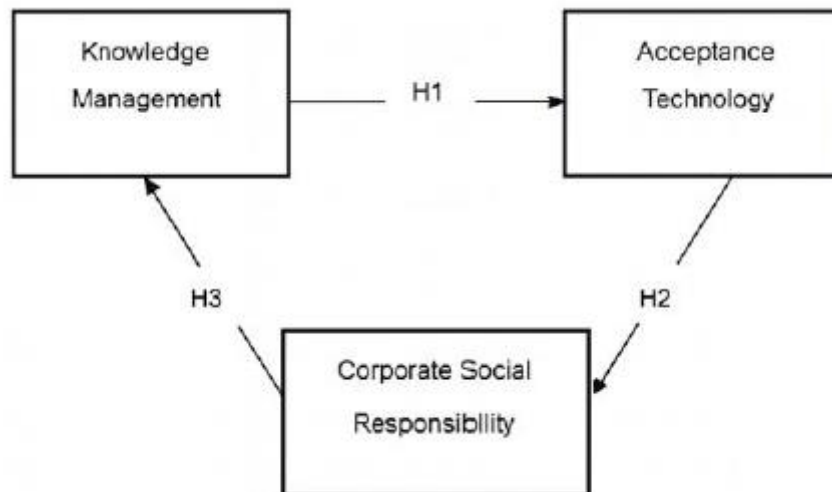 Knowledge
Management
H1
Acceptance
Technology
H3
H2
Corporate Social
Responsibility